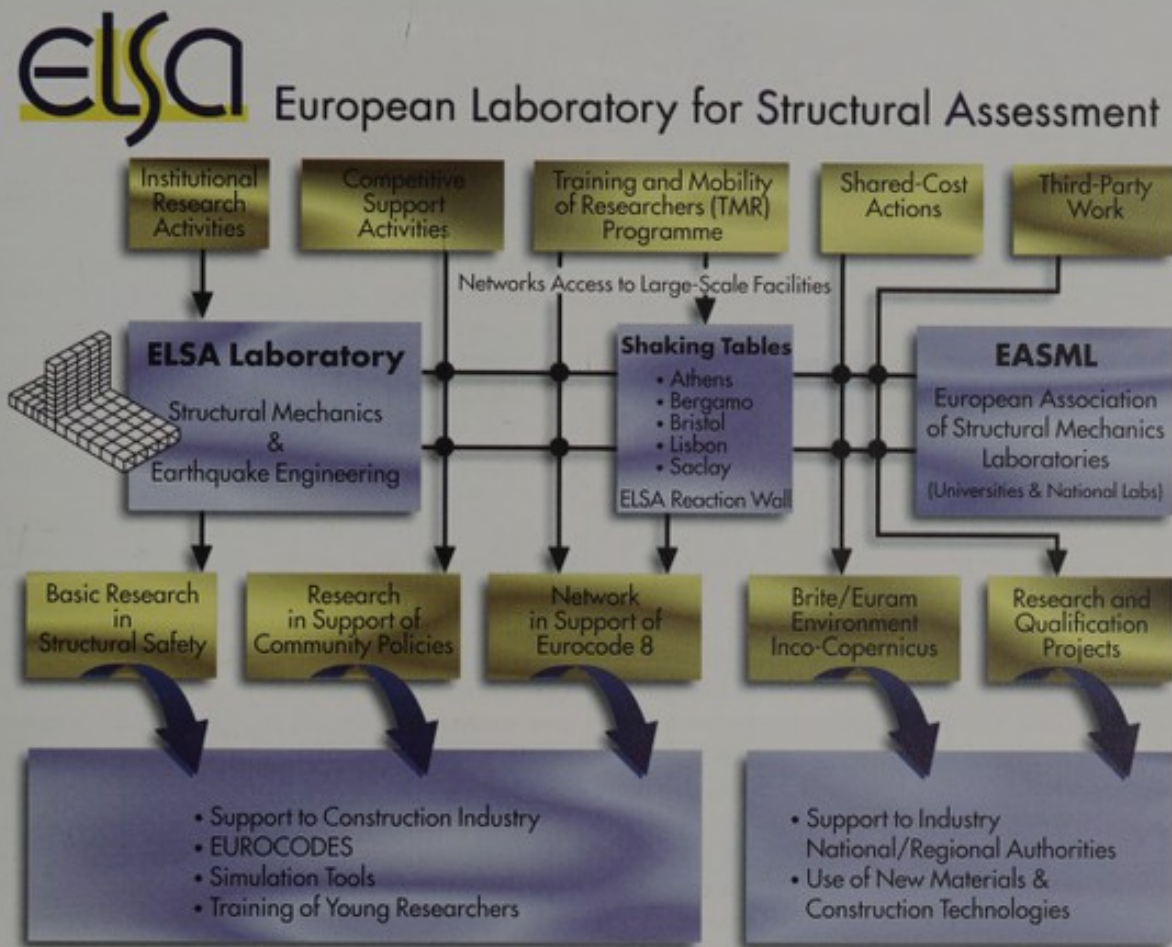 elsa
European Laboratory for Structural Assessment
Institutional
Research
Activities
Competitive
Support
Activities
Training and Mobility
of Researchers (TMR)
Programme
Shared-Cost
Actions
Third-Party
Work
Networks Access to Large-Scale Facilities
ELSA Laboratory
Structural Mechanics
&
Earthquake Engineering
Shaking Tables
• Athens
• Bergamo
• Bristol
• Lisbon
• Saclay
ELSA Reaction Wall
EASML
European Association
of Structural Mechanics
Laboratories
(Universities & National Labs)
Basic Research
in
Structural Safety
Research
in Support of
Community Policies
Network
in Support of
Eurocode 8
Brite/Euram
Environment
Inco-Copernicus
Research and
Qualification
Projects
• Support to Construction Industry
• EUROCODES
• Simulation Tools
• Training of Young Researchers
• Support to Industry
National/Regional Authorities
• Use of New Materials &
Construction Technologies